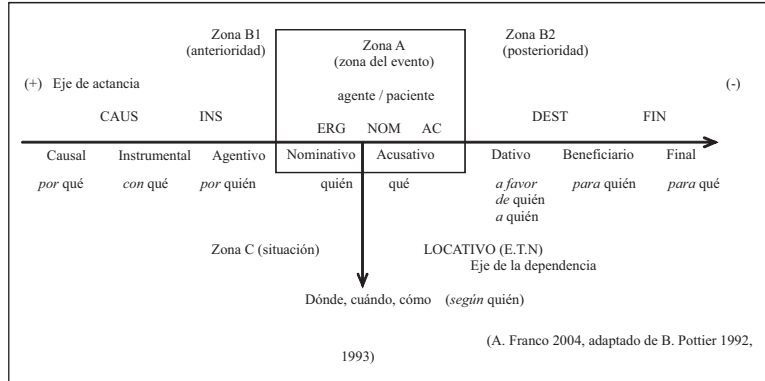 Zona B1
(anterioridad)
Zona A
(zona del evento)
Zona B2
(posterioridad)
(+) Eje de actancia
(-)
agente / paciente
CAUS INS DEST FIN
ERG NOM AC
Causal Instrumental Agentivo Nominativo Acusativo Dativo Beneficiario Final
por qué con qué por quién quién qué a favor para quién para qué
de quién
a quién
Zona C (situación) LOCATIVO (E.T.N)
Eje de la dependencia
Dónde, cuándo, cómo (según quién)
(A. Franco 2004, adaptado de B. Pottier 1992,
1993)